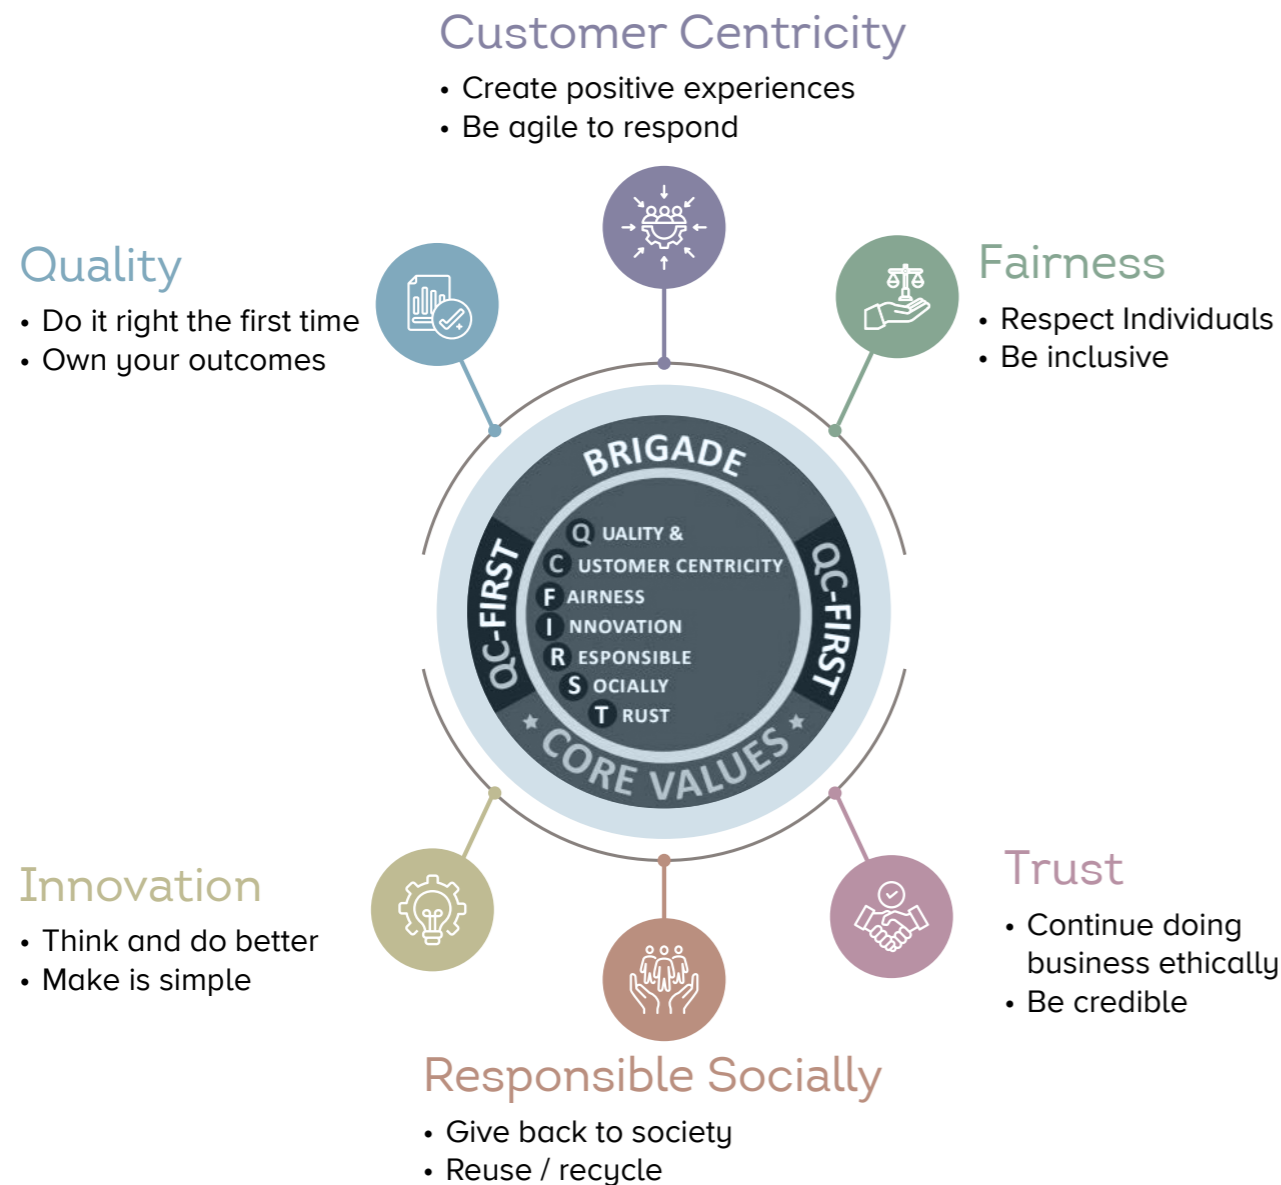 Customer Centricity
• Create positive experiences
• Be agile to respond
Quality
• Do it right the first time
• Own your outcomes
Fairness
• Respect Individuals
• Be inclusive
BRIGADE
QC-FIRST
QC-FIRST
Q UALITY &
C USTOMER CENTRICITY
F AIRNESS
I NNOVATION
R ESPONSIBLE
S OCIALLY
T RUST
CORE VALUES
Innovation
• Think and do better
• Make is simple
Trust
• Continue doing
business ethically
• Be credible
Responsible Socially
• Give back to society
• Reuse / recycle